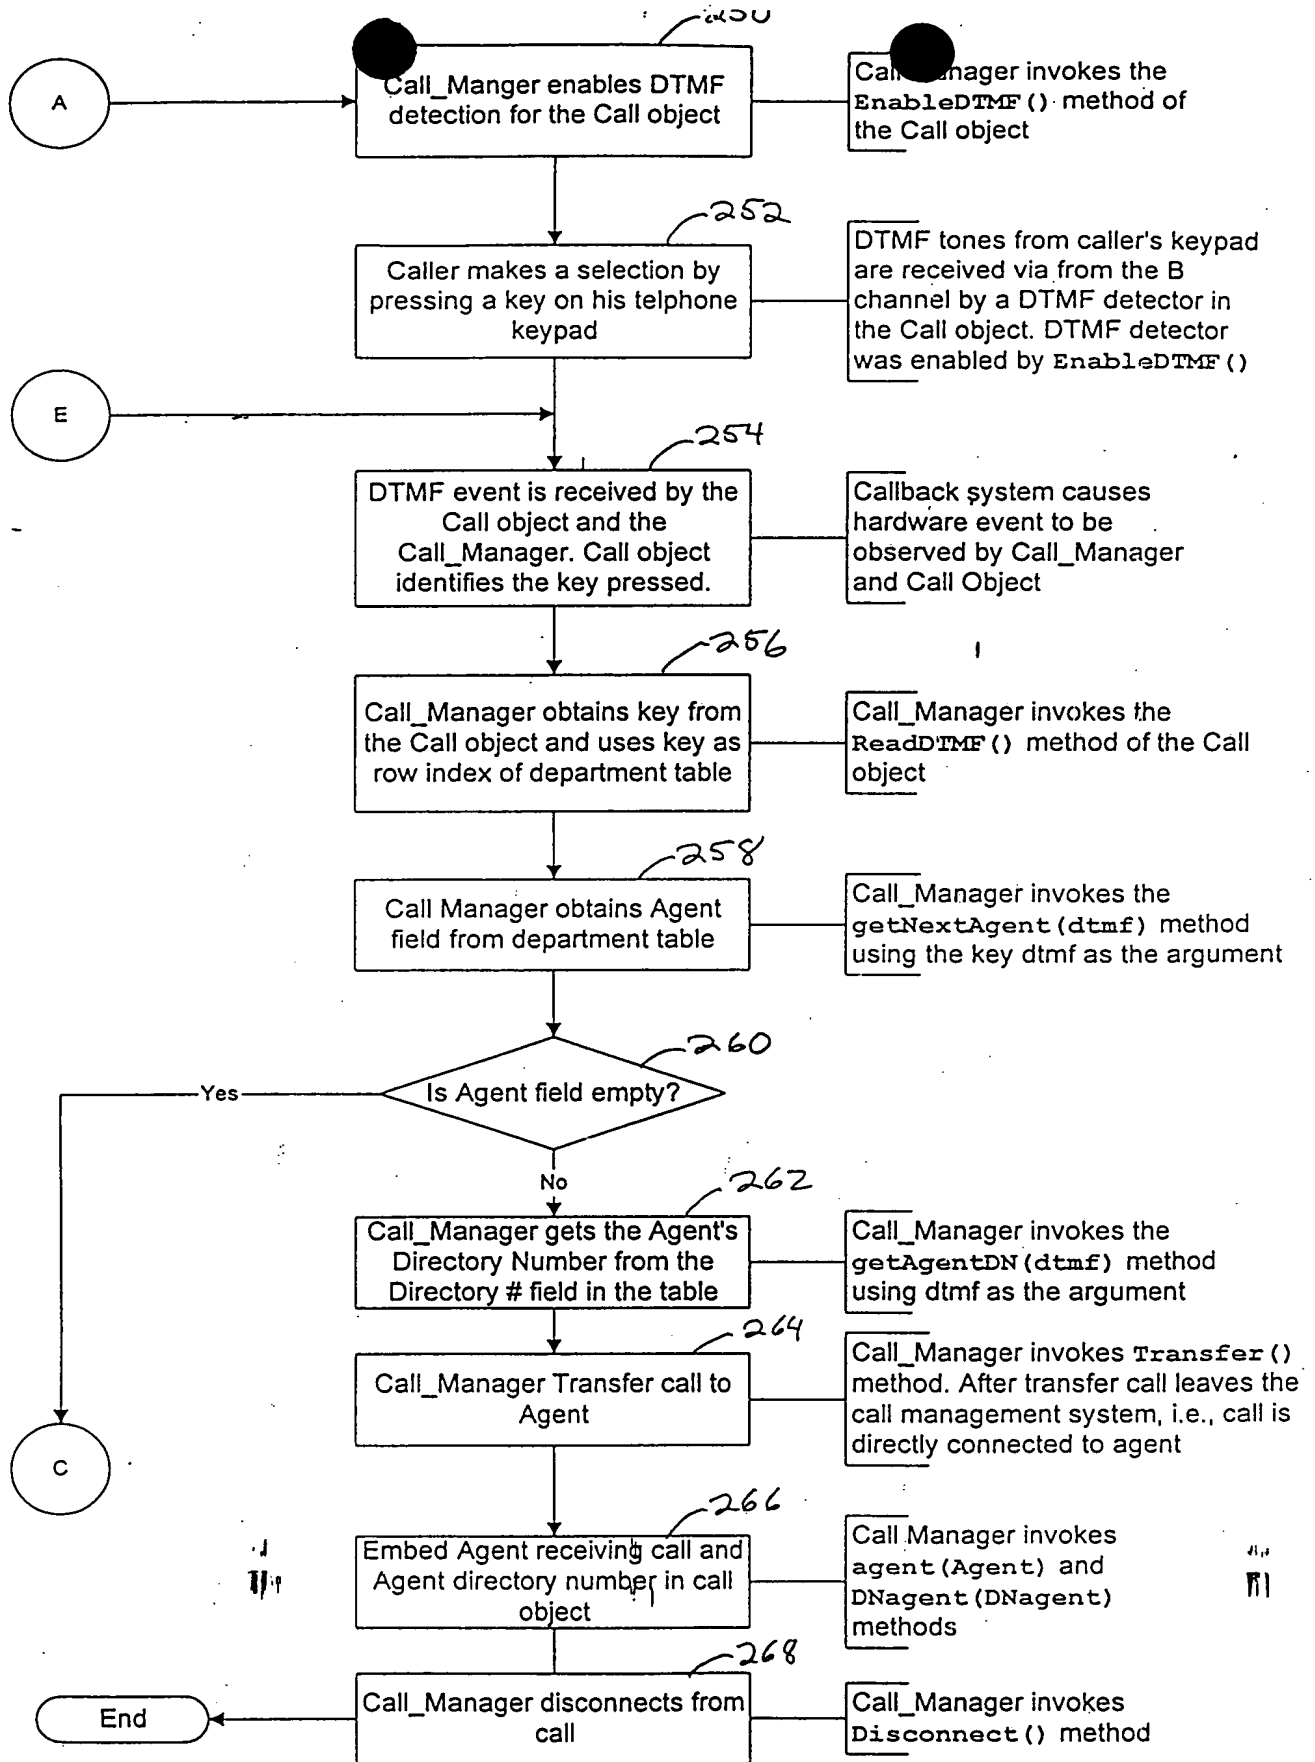 A
Call_Manger enables DTMF
detection for the Call object
Call
nager invokes the
EnableDTMF() method of
the Call object
252
Caller makes a selection by
pressing a key on his telphone
keypad
DTMF tones from caller's keypad
are received via from the B
channel by a DTMF detector in
the Call object. DTMF detector
was enabled by EnableDTMF()
E
254
DTMF event is received by the
Call object and the
Call_Manager. Call object
identifies the key pressed.
Callback system causes
hardware event to be
observed by Call_Manager
and Call Object
256
Call_Manager obtains key from
the Call object and uses key as
row index of department table
Call_Manager invokes the
ReadDTMF() method of the Call
object
258
Call Manager obtains Agent
field from department table
Call_Manager invokes the
getNextAgent(dtmf) method
using the key dtmf as the argument
260
Is Agent field empty?
Yes
No
262
Call_Manager gets the Agent's
Directory Number from the
Directory # field in the table
Call_Manager invokes the
getAgentDN(dtmf) method
using dtmf as the argument
264
Call_Manager Transfer call to
Agent
Call_Manager invokes Transfer()
method. After transfer call leaves the
call management system, i.e., call is
directly connected to agent
C
266
Embed Agent receiving call and
Agent directory number in call
object
Call Manager invokes
agent(Agent) and
DNagent(DNagent)
methods
268
Call_Manager disconnects from
call
Call_Manager invokes
Disconnect() method
End